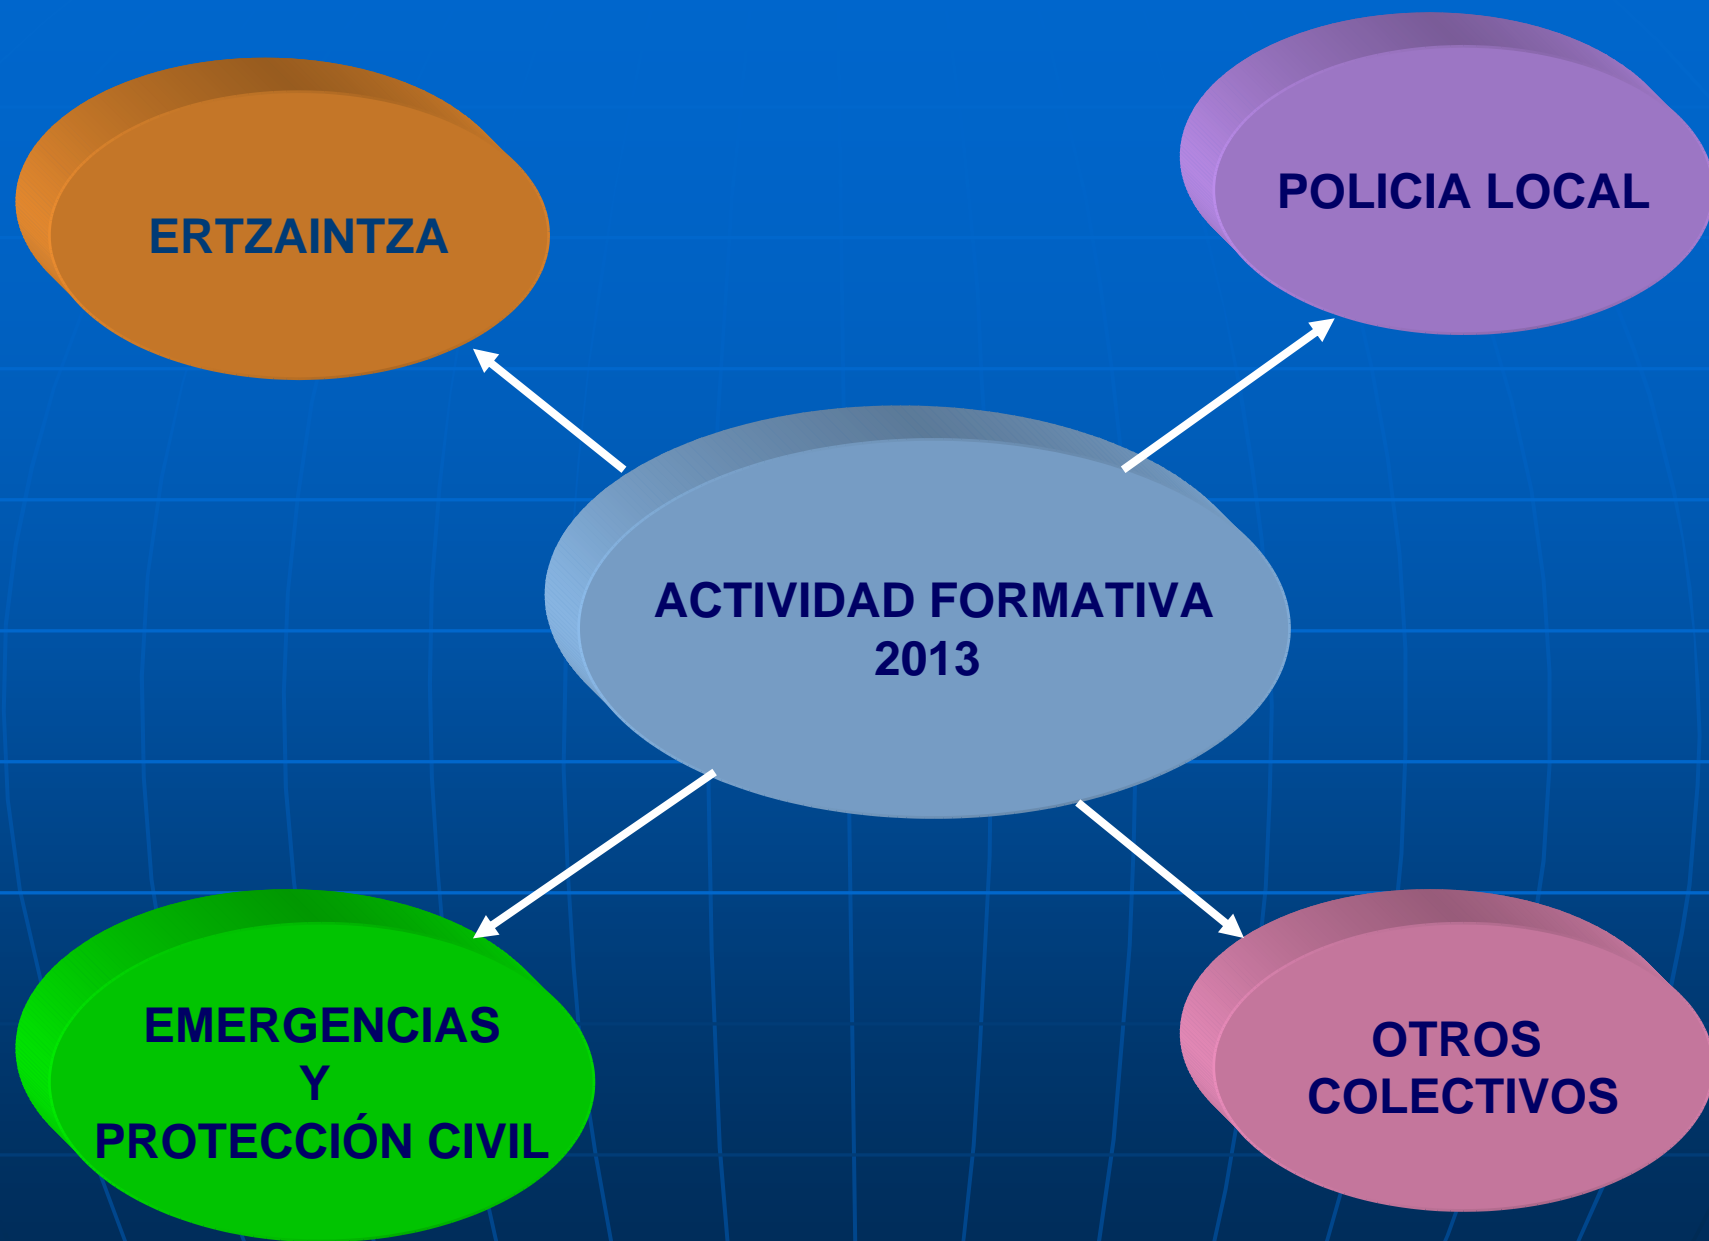 ERTZAINTZA
POLICIA LOCAL
ACTIVIDAD FORMATIVA
2013
EMERGENCIAS
Y
PROTECCIÓN CIVIL
OTROS
COLECTIVOS